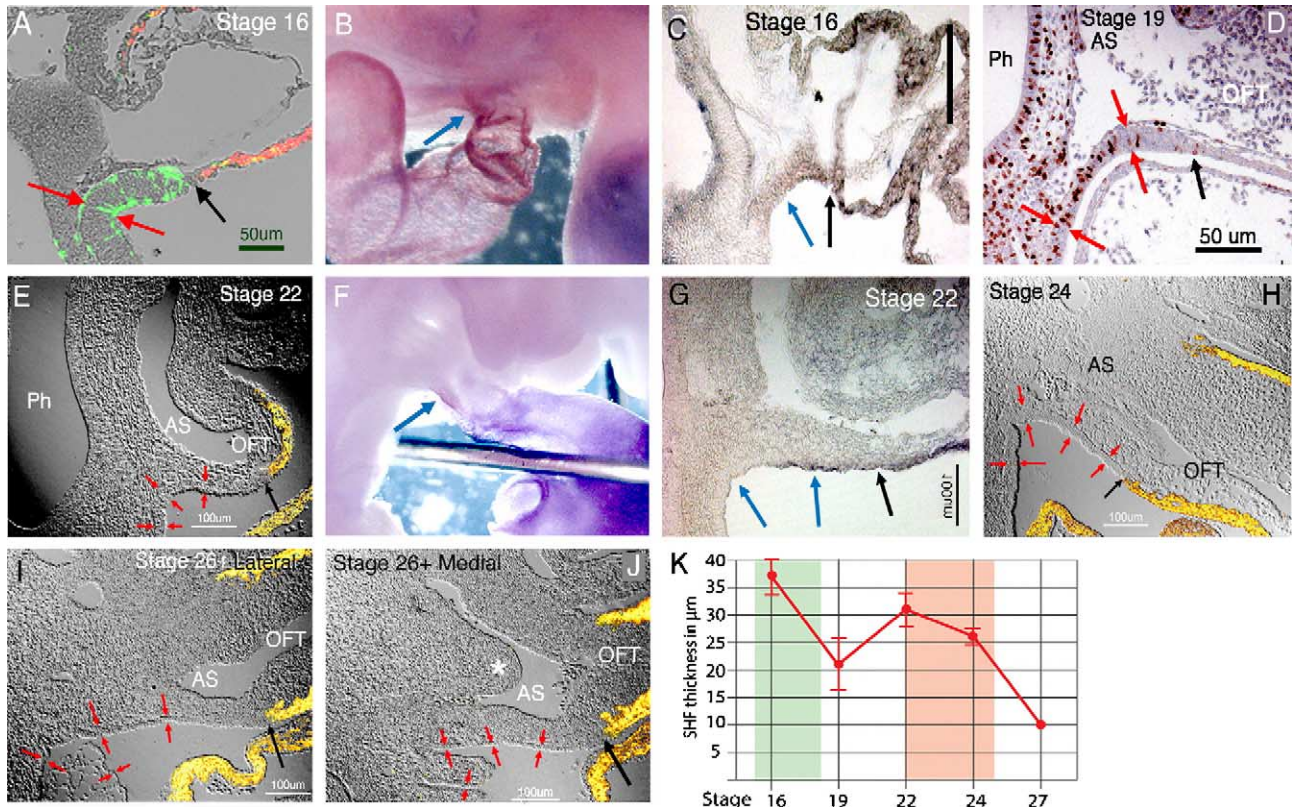 A
Stage 16
50um
B
C
Stage 16
Ph
Stage 19
AS
D
OFT
50 um
E
Stage 22
Ph
AS
OFT
100um
F
G
Stage 22
100um
Stage 24
H
AS
OFT
100um
I
Stage 26+ Lateral
OFT
AS
100um
Stage 26+ Medial
J
OFT
*
AS
100um
K
SHF thickness in µm
40
35
30
25
20
15
10
5
Stage
16
19
22
24
27